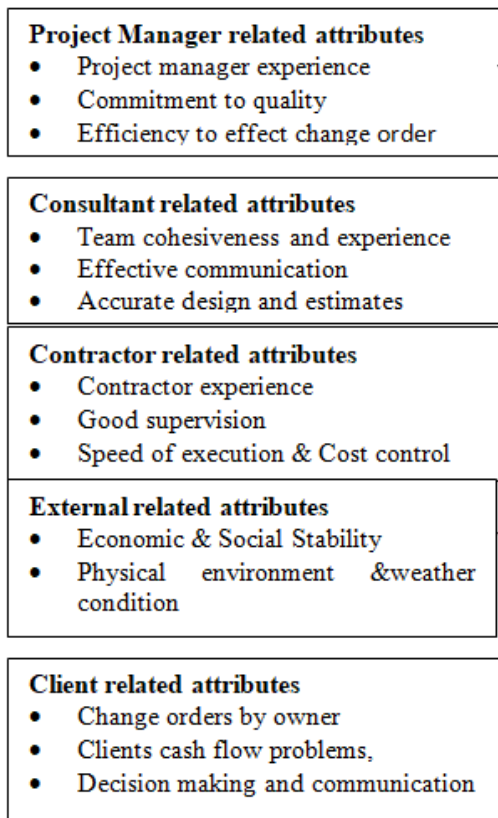 Project Manager related attributes
• Project manager experience
• Commitment to quality
• Efficiency to effect change order
Consultant related attributes
• Team cohesiveness and experience
• Effective communication
• Accurate design and estimates
Contractor related attributes
• Contractor experience
• Good supervision
• Speed of execution & Cost control
External related attributes
• Economic & Social Stability
• Physical environment &weather
condition
Client related attributes
• Change orders by owner
• Clients cash flow problems,
• Decision making and communication